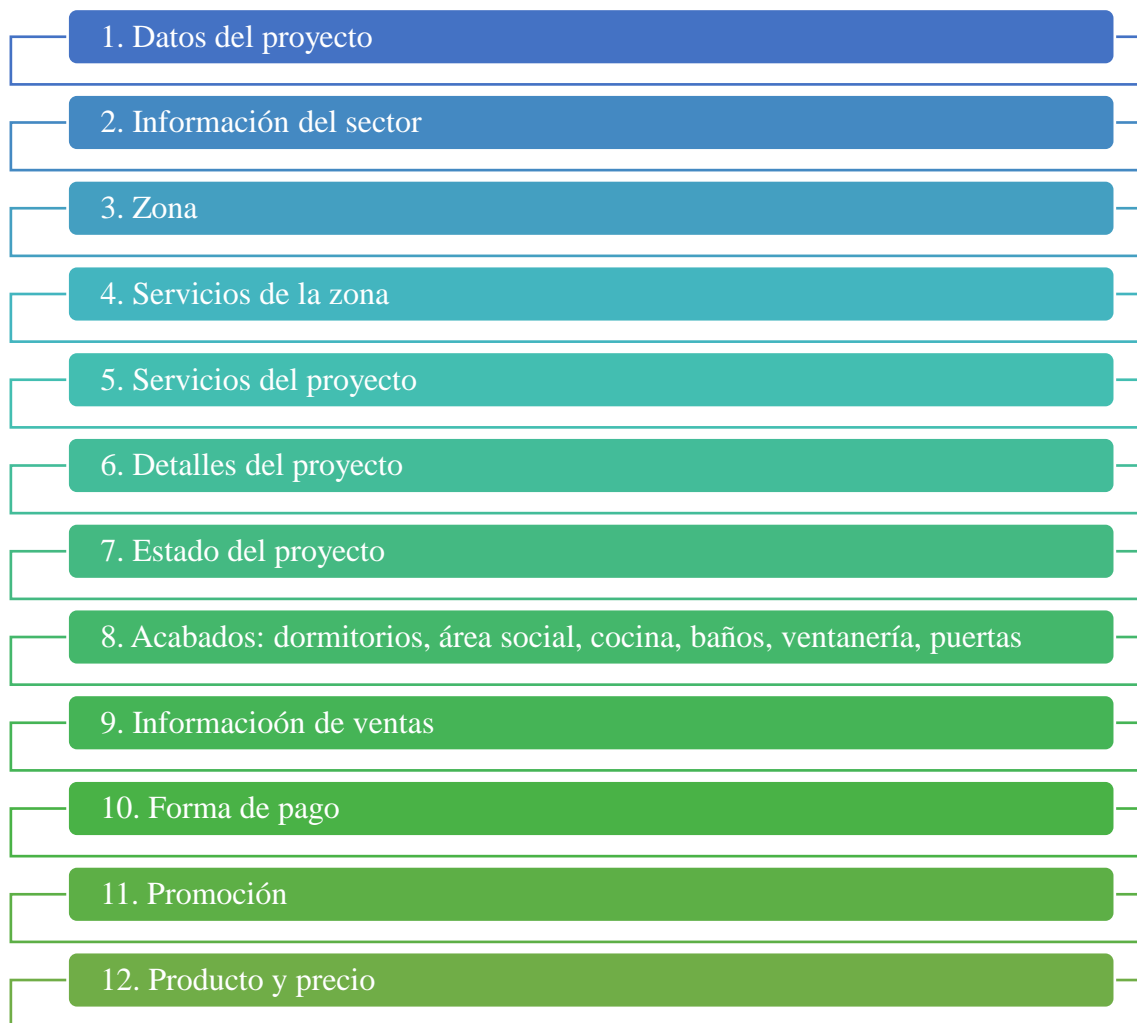 1. Datos del proyecto
2. Información del sector
3. Zona
4. Servicios de la zona
5. Servicios del proyecto
6. Detalles del proyecto
7. Estado del proyecto
8. Acabados: dormitorios, área social, cocina, baños, ventanería, puertas
9. Informacioón de ventas
10. Forma de pago
11. Promoción
12. Producto y precio